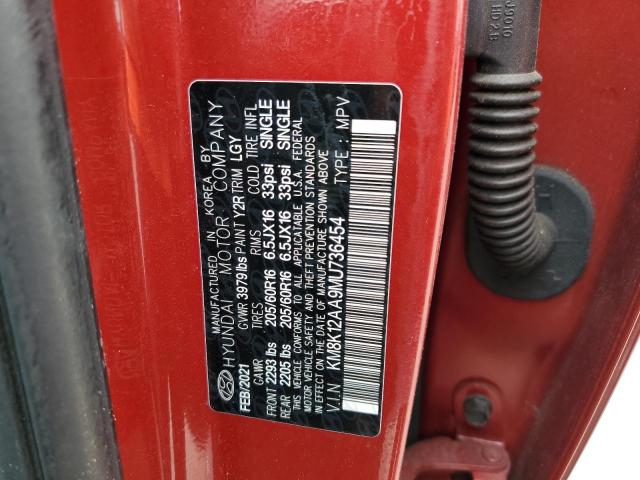 MANUFACTURED IN KOREA, BY
HYUNDAI MOTOR COMPANY
FEB/2021 GVWR 3979lbs PAINT Y2R TRIM LGY
GAWR TIRES RIMS COLD TIRE INFL
FRONT 2293 lbs 205/60R16 6.5JX16 33psi SINGLE
REAR 2205 lbs 205/60R16 6.5JX16 33psi SINGLE
THIS VEHICLE CONFORMS TO ALL APPLICABLE U.S.A. FEDERAL
MOTOR VEHICLE SAFETY AND THEFT PREVENTION STANDARDS
IN EFFECT ON THE DATE OF MANUFACTURE SHOWN ABOVE.
V.I.N KM8K12AA9MU736454 TYPE : MPV
J9010
HD 2.B